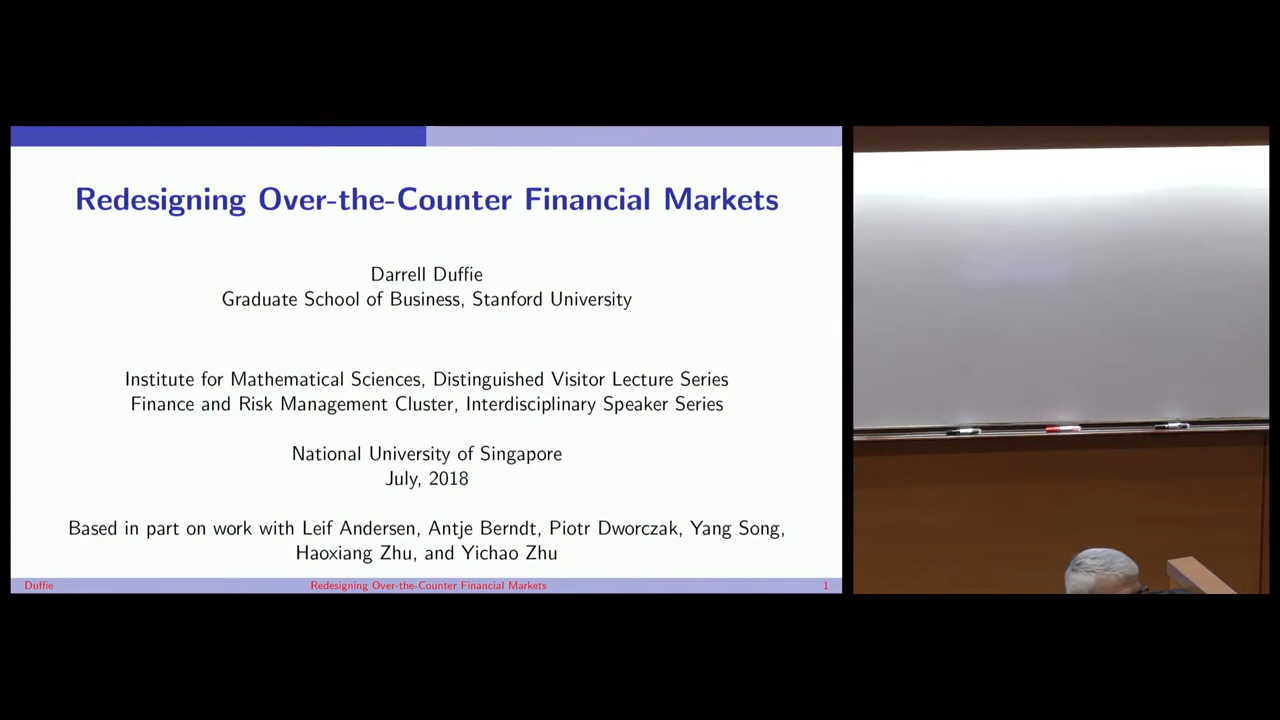 Redesigning Over-the-Counter Financial Markets
Darrell Duffie
Graduate School of Business, Stanford University
Institute for Mathematical Sciences, Distinguished Visitor Lecture Series
Finance and Risk Management Cluster, Interdisciplinary Speaker Series
National University of Singapore
July, 2018
Based in part on work with Leif Andersen, Antje Berndt, Piotr Dworczak, Yang Song,
Haoxiang Zhu, and Yichao Zhu
Duffie
Redesigning Over-the-Counter Financial Markets
1